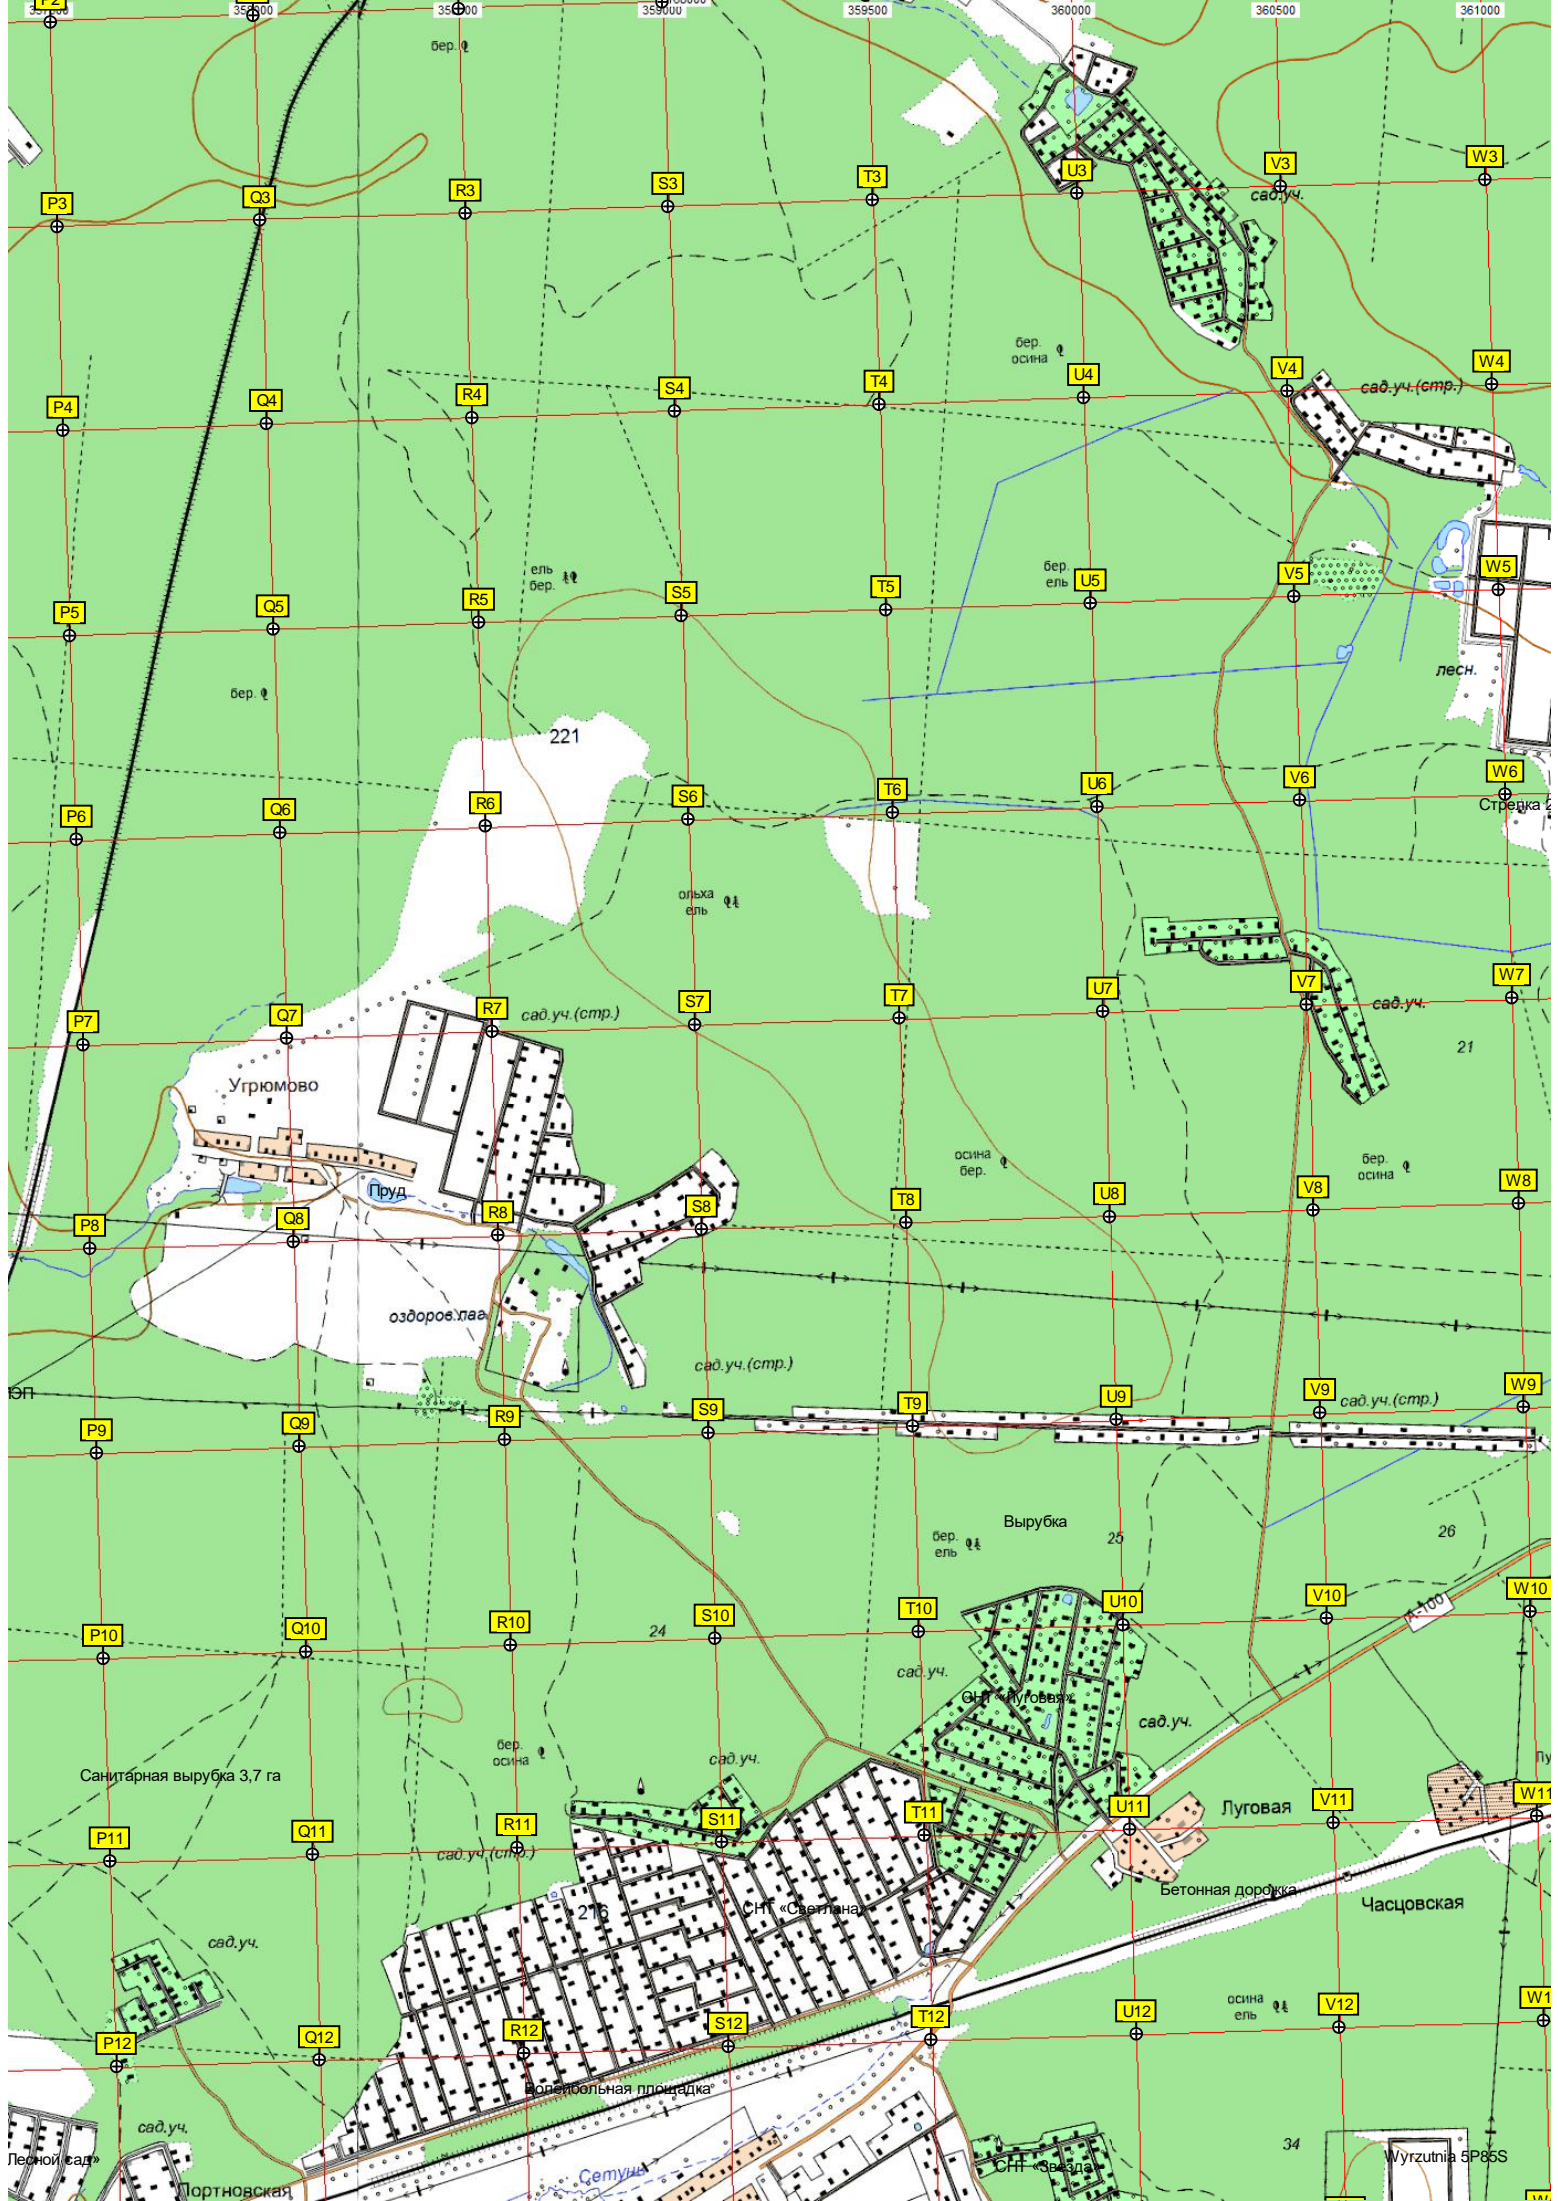 359000
359500
360000
360500
361000
бер.
P3
Q3
R3
S3
T3
U3
V3
W3
сад.уч.
бер.
осина
P4
Q4
R4
S4
T4
U4
V4
W4
сад.уч.(стр.)
ель
бер.
бер.
ель
P5
Q5
R5
S5
T5
U5
V5
W5
лесн.
бер.
221
P6
Q6
R6
S6
T6
U6
V6
W6
Стрелка
ольха
ель
P7
Q7
R7
S7
T7
U7
V7
W7
сад.уч.(стр.)
сад.уч.
21
Угрюмово
осина
бер.
бер.
осина
Пруд
P8
Q8
R8
S8
T8
U8
V8
W8
оздоров.лаг.
сад.уч.(стр.)
ЭП
P9
Q9
R9
S9
T9
U9
V9
W9
сад.уч.(стр.)
Вырубка
бер.
ель
25
26
P10
Q10
R10
S10
T10
U10
V10
W10
24
А-100
сад.уч.
СНТ «Луговая»
сад.уч.
бер.
осина
сад.уч.
Санитарная вырубка 3,7 га
P11
Q11
R11
S11
T11
U11
V11
W11
Луговая
сад.уч.(стр.)
Бетонная дорожка
216
СНТ «Светлана»
Часцовская
сад.уч.
осина
ель
P12
Q12
R12
S12
T12
U12
V12
W1
Волейбольная площадка
сад.уч.
34
Лесной сад»
Сетунь
СНТ «Звезда»
Wyrzutnia 5P85S
Портновская